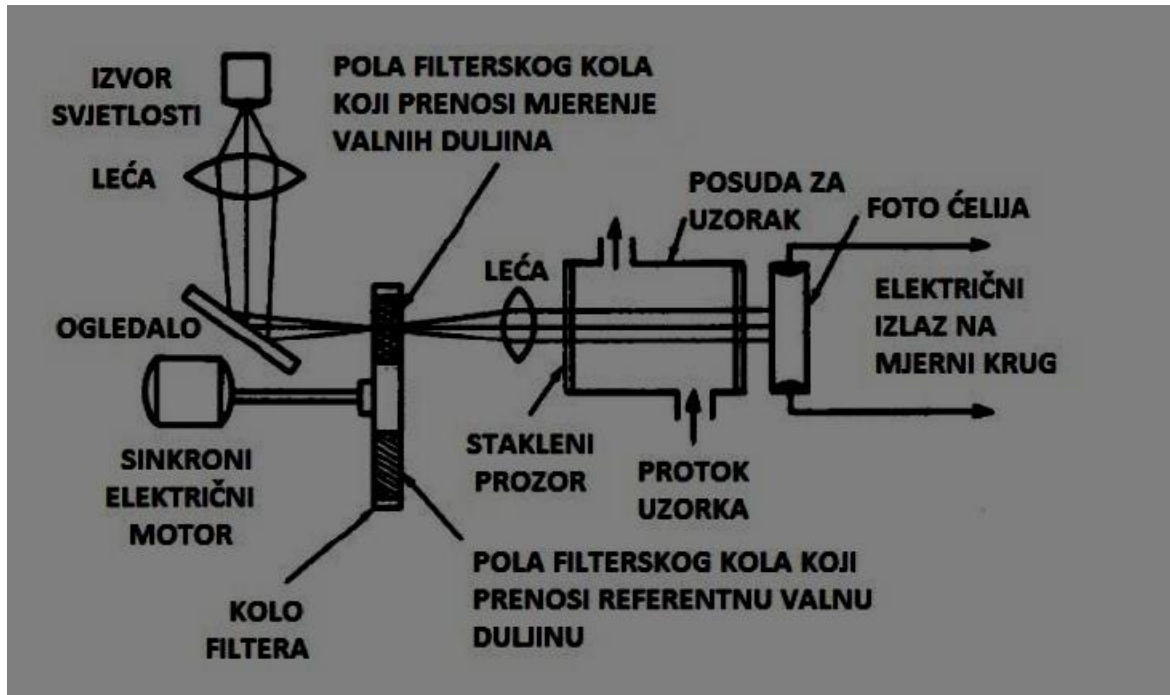 IZVOR
SVJETLOSTI
POLA FILTERSKOG KOLA
KOJI PRENOSI MJERENJE
VALNIH DULJINA
LEĆA
POSUDA ZA
UZORAK
FOTO ĆELIJA
LEĆA
OGLEDALO
ELEKTRIČNI
IZLAZ NA
MJERNI KRUG
SINKRONI
ELEKTRIČNI
MOTOR
STAKLENI
PROZOR
PROTOK
UZORKA
KOLO
FILTERA
POLA FILTERSKOG KOLA KOJI
PRENOSI REFERENTNU VALNU
DULJINU